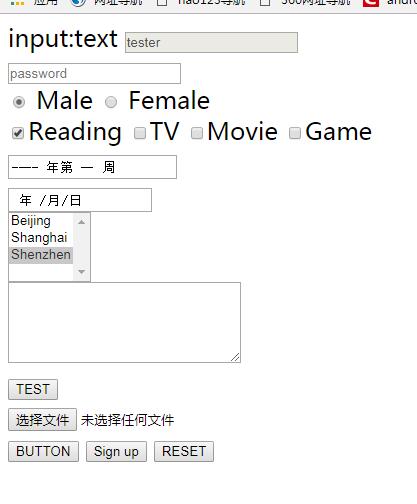 应用 网址导航 hao123导航 360网址导航
input:text tester
password
Male Female
Reading TV Movie Game
---- 年第 -- 周
年 /月/日
Beijing
Shanghai
Shenzhen
TEST
选择文件 未选择任何文件
BUTTON Sign up RESET